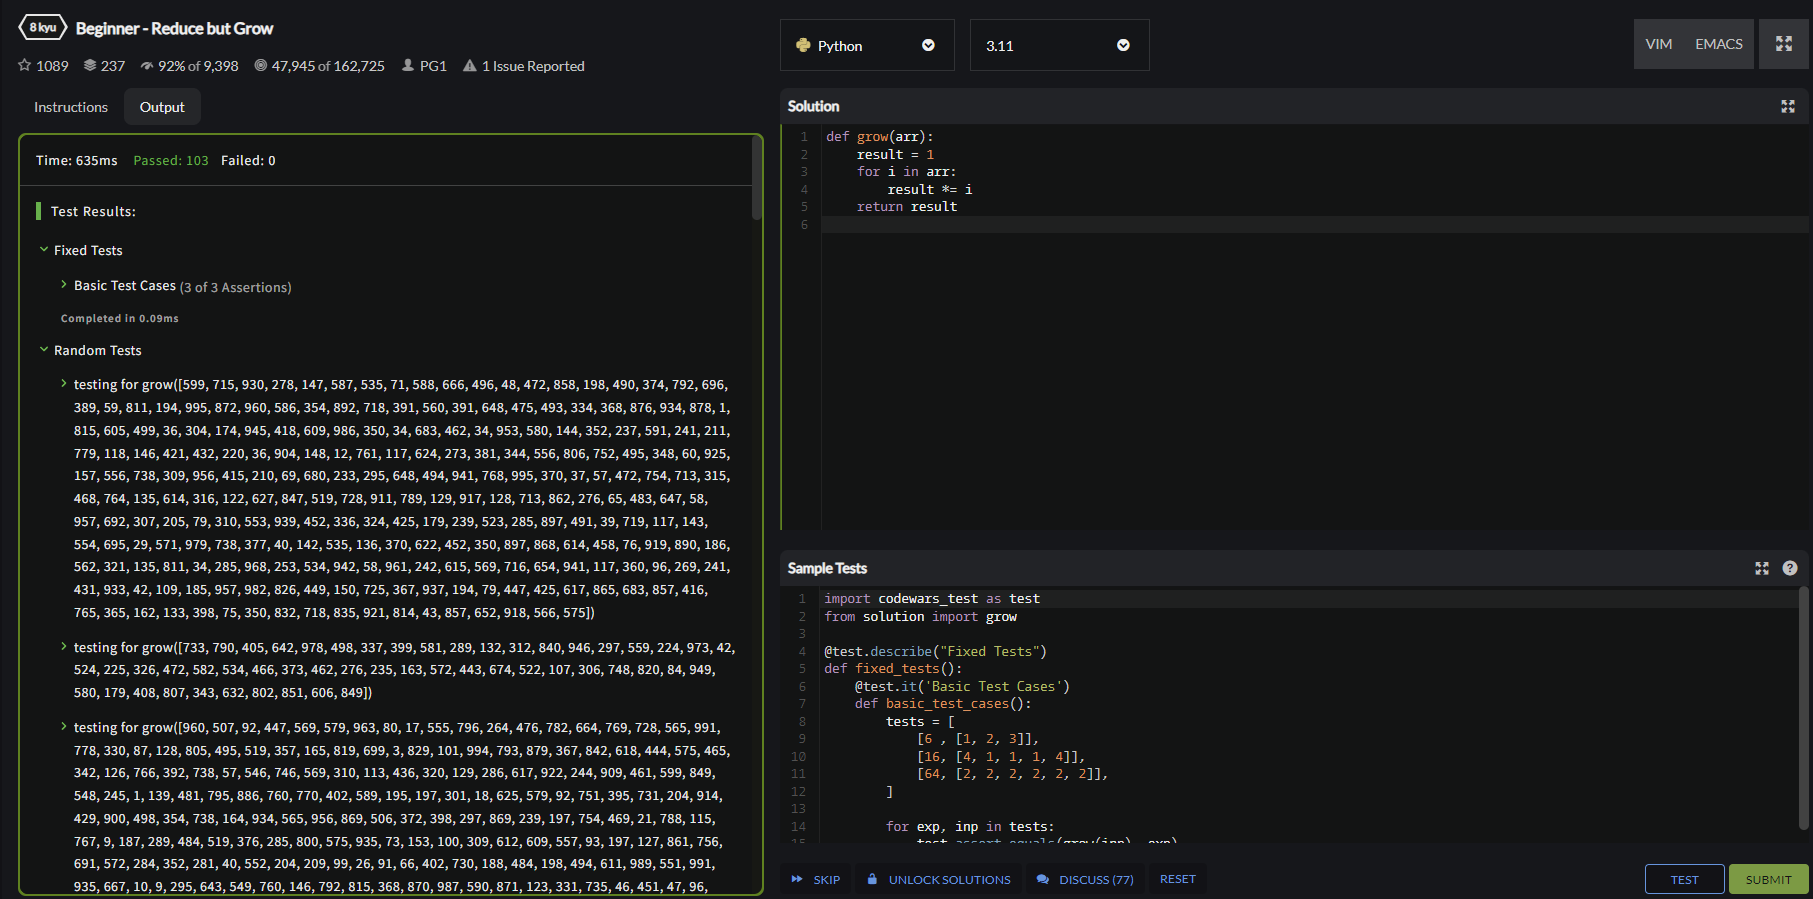 8 kyu Beginner - Reduce but Grow
1089 237 92% of 9,398 47,945 of 162,725 PG1 1 Issue Reported
Instructions Output
Time: 635ms Passed: 103 Failed: 0
Test Results:
Fixed Tests
Basic Test Cases (3 of 3 Assertions)
Completed in 0.09ms
Random Tests
testing for grow([599, 715, 930, 278, 147, 587, 535, 71, 588, 666, 496, 48, 472, 858, 198, 490, 374, 792, 696,
389, 59, 811, 194, 995, 872, 960, 586, 354, 892, 718, 391, 560, 391, 648, 475, 493, 334, 368, 876, 934, 878, 1,
815, 605, 499, 36, 304, 174, 945, 418, 609, 986, 350, 34, 683, 462, 34, 953, 580, 144, 352, 237, 591, 241, 211,
779, 118, 146, 421, 432, 220, 36, 904, 148, 12, 761, 117, 624, 273, 381, 344, 556, 806, 752, 495, 348, 60, 925,
157, 556, 738, 309, 956, 415, 210, 69, 680, 233, 295, 648, 494, 941, 768, 995, 370, 37, 57, 472, 754, 713, 315,
468, 764, 135, 614, 316, 122, 627, 847, 519, 728, 911, 789, 129, 917, 128, 713, 862, 276, 65, 483, 647, 58,
957, 692, 307, 205, 79, 310, 553, 939, 452, 336, 324, 425, 179, 239, 523, 285, 897, 491, 39, 719, 117, 143,
554, 695, 29, 571, 979, 738, 377, 40, 142, 535, 136, 370, 622, 452, 350, 897, 868, 614, 458, 76, 919, 890, 186,
562, 321, 135, 811, 34, 285, 968, 253, 534, 942, 58, 961, 242, 615, 569, 716, 654, 941, 117, 360, 96, 269, 241,
431, 933, 42, 109, 185, 957, 982, 826, 449, 150, 725, 367, 937, 194, 79, 447, 425, 617, 865, 683, 857, 416,
765, 365, 162, 133, 398, 75, 350, 832, 718, 835, 921, 814, 43, 857, 652, 918, 566, 575])
testing for grow([733, 790, 405, 642, 978, 498, 337, 399, 581, 289, 132, 312, 840, 946, 297, 559, 224, 973, 42,
524, 225, 326, 472, 582, 534, 466, 373, 462, 276, 235, 163, 572, 443, 674, 522, 107, 306, 748, 820, 84, 949,
580, 179, 408, 807, 343, 632, 802, 851, 606, 849])
testing for grow([960, 507, 92, 447, 569, 579, 963, 80, 17, 555, 796, 264, 476, 782, 664, 769, 728, 565, 991,
778, 330, 87, 128, 805, 495, 519, 357, 165, 819, 699, 3, 829, 101, 994, 793, 879, 367, 842, 618, 444, 575, 465,
342, 126, 766, 392, 738, 57, 546, 746, 569, 310, 113, 436, 320, 129, 286, 617, 922, 244, 909, 461, 599, 849,
548, 245, 1, 139, 481, 795, 886, 760, 770, 402, 589, 195, 197, 301, 18, 625, 579, 92, 751, 395, 731, 204, 914,
429, 900, 498, 354, 738, 164, 934, 565, 956, 869, 506, 372, 398, 297, 869, 239, 197, 754, 469, 21, 788, 115,
767, 9, 187, 289, 484, 519, 376, 285, 800, 575, 935, 73, 153, 100, 309, 612, 609, 557, 93, 197, 127, 861, 756,
691, 572, 284, 352, 281, 40, 552, 204, 209, 99, 26, 91, 66, 402, 730, 188, 484, 198, 494, 611, 989, 551, 991,
935, 667, 10, 9, 295, 643, 549, 760, 146, 792, 815, 368, 870, 987, 590, 871, 123, 331, 735, 46, 451, 47, 96,
Python 3.11 VIM EMACS
Solution
1 def grow(arr):
2 result = 1
3 for i in arr:
4 result *= i
5 return result
6
Sample Tests
1 import codewars_test as test
2 from solution import grow
3
4 @test.describe("Fixed Tests")
5 def fixed_tests():
6 @test.it('Basic Test Cases')
7 def basic_test_cases():
8 tests = [
9 [6 , [1, 2, 3]],
10 [16, [4, 1, 1, 1, 4]],
11 [64, [2, 2, 2, 2, 2, 2]],
12 ]
13
14 for exp, inp in tests:
15 test.assert_equals(grow(inp), exp)
SKIP UNLOCK SOLUTIONS DISCUSS (77) RESET TEST SUBMIT